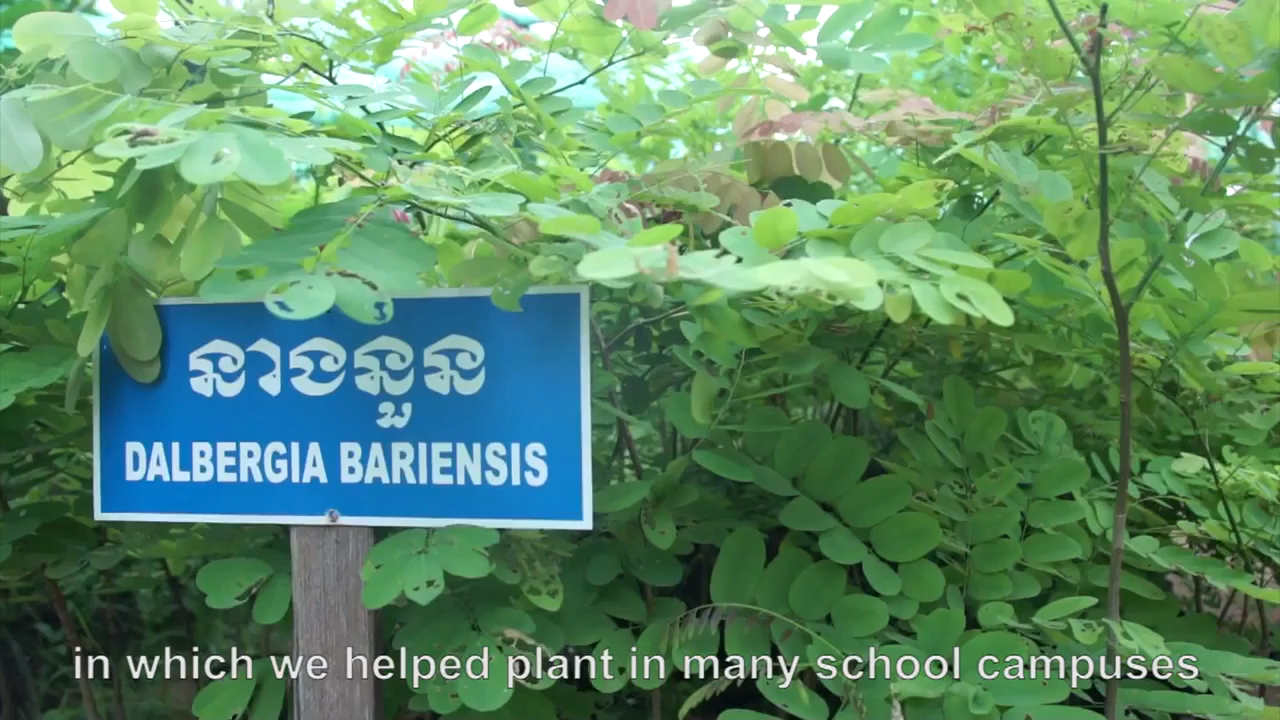 នាងនួន
DALBERGIA BARIENSIS
in which we helped plant in many school campuses